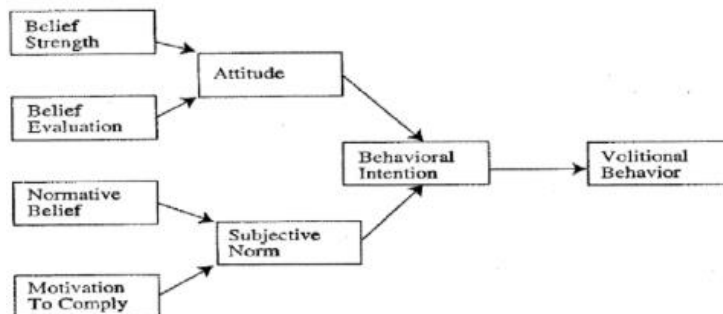 Belief
Strength
Attitude
Belief
Evaluation
Behavioral
Intention
Volitional
Behavior
Normative
Belief
Subjective
Norm
Motivation
To Comply